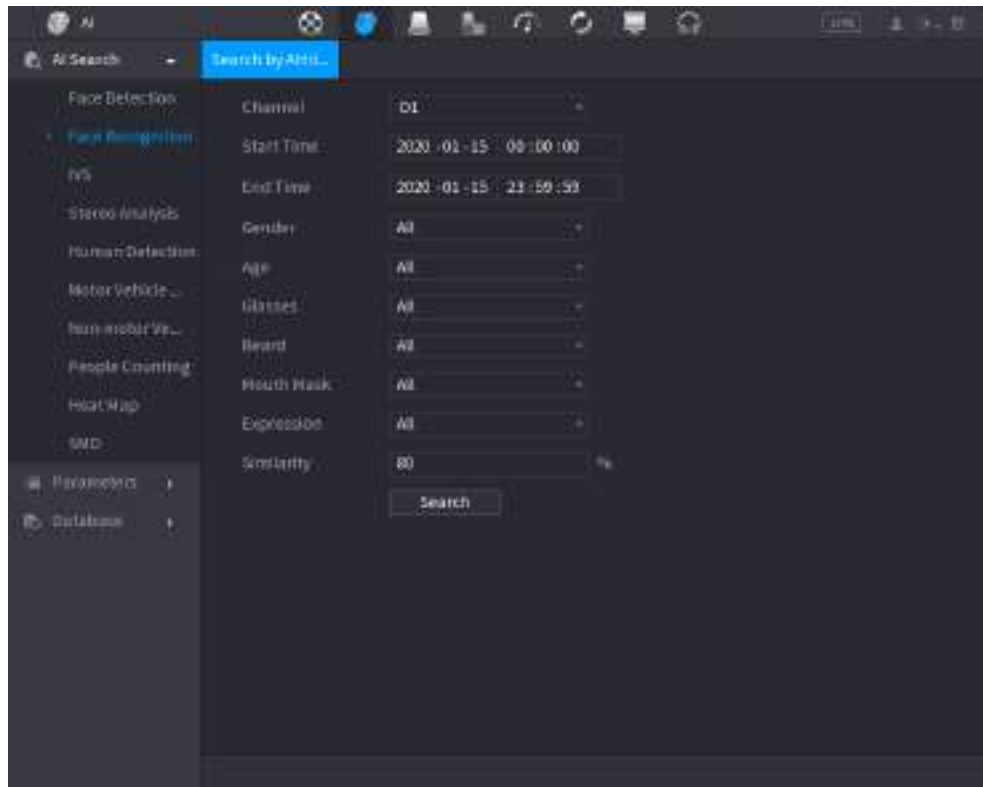 AI
AI Search
Search by Attri...
Face Detection
Face Recognition
IVS
Stereo Analysis
Human Detection
Motor Vehicle ...
Non-motor Ve...
People Counting
Heat Map
SMD
Parameters
Database
Channel D1
Start Time 2020 -01 -15 00 :00 :00
End Time 2020 -01 -15 23 :59 :59
Gender All
Age All
Glasses All
Beard All
Mouth Mask All
Expression All
Similarity 80 %
Search
LIVE